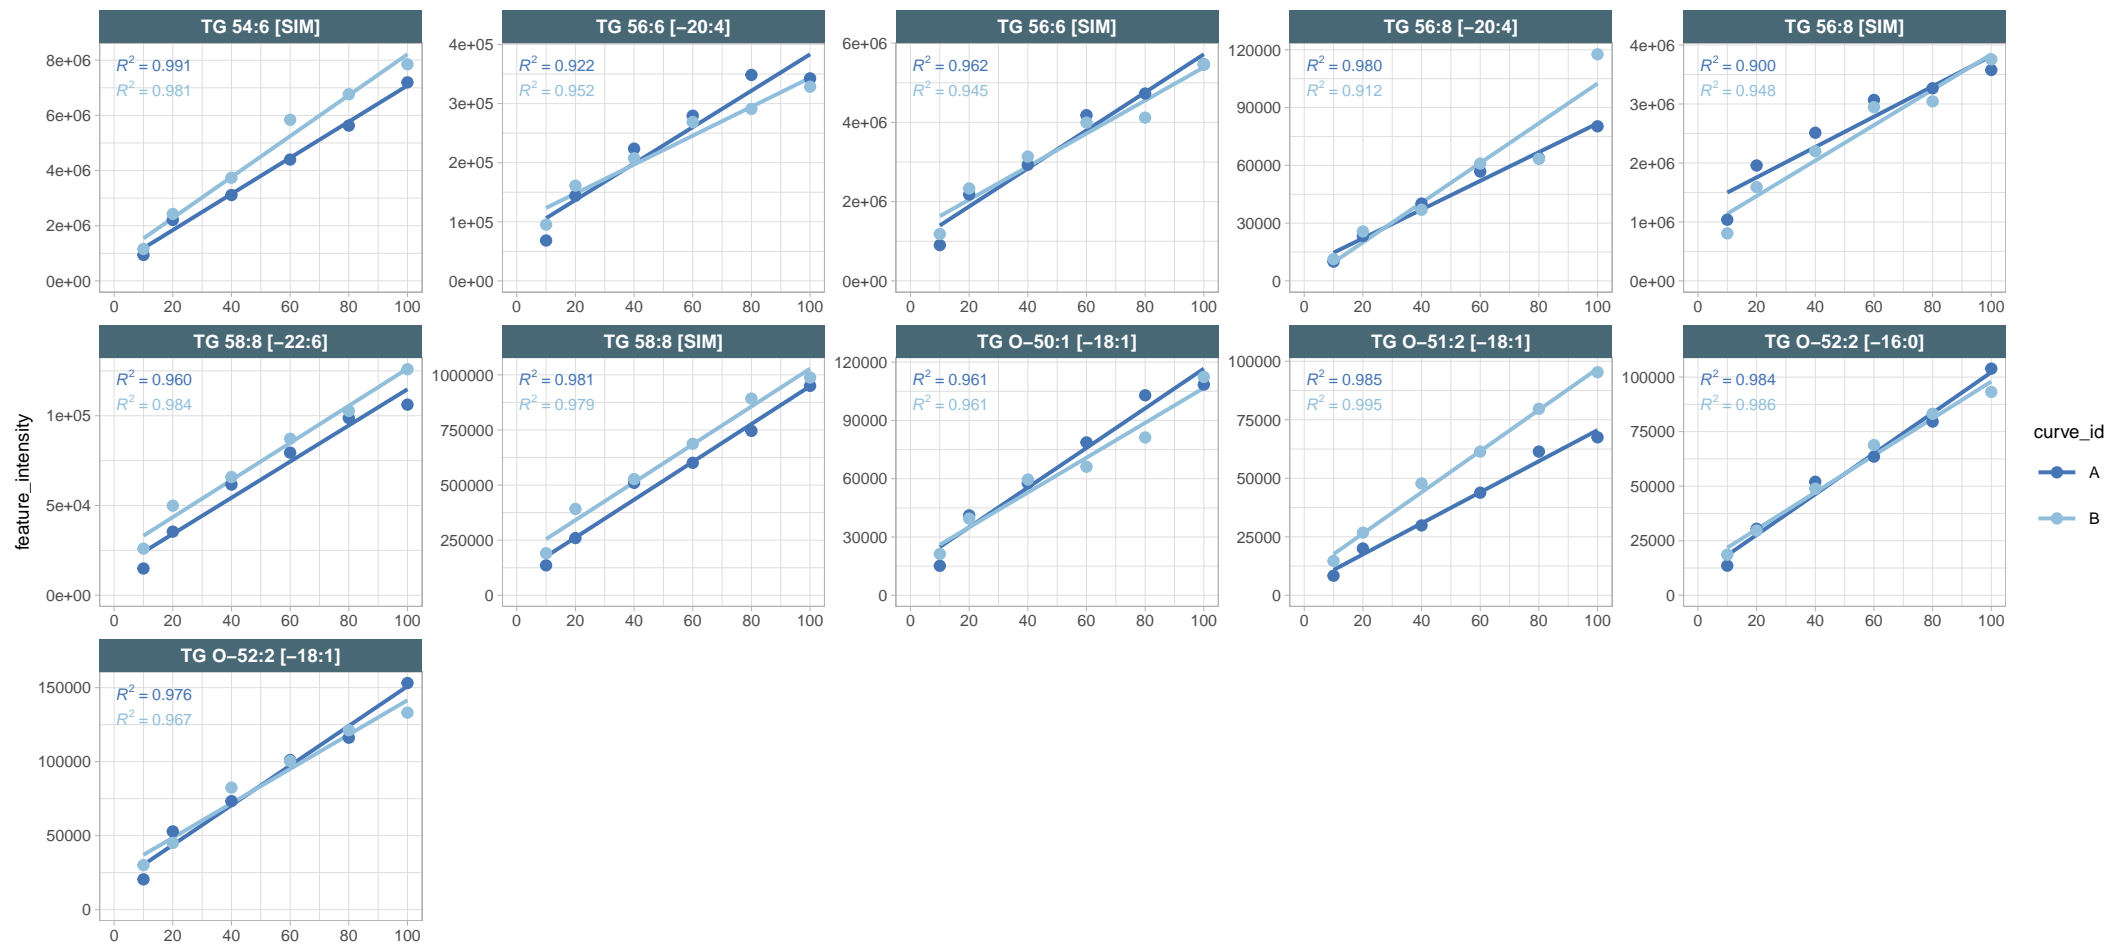 TG 54:6 [SIM]
TG 56:6 [−20:4]
TG 56:6 [SIM]
TG 56:8 [−20:4]
TG 56:8 [SIM]
8e+06
6e+06
4e+06
2e+06
0e+00
R² = 0.991
R² = 0.981
0 20 40 60 80 100
4e+05
3e+05
2e+05
1e+05
0e+00
R² = 0.922
R² = 0.952
0 20 40 60 80 100
6e+06
4e+06
2e+06
0e+00
R² = 0.962
R² = 0.945
0 20 40 60 80 100
120000
90000
60000
30000
0
R² = 0.980
R² = 0.912
0 20 40 60 80 100
4e+06
3e+06
2e+06
1e+06
0e+00
R² = 0.900
R² = 0.948
0 20 40 60 80 100
feature_intensity
TG 58:8 [−22:6]
TG 58:8 [SIM]
TG O−50:1 [−18:1]
TG O−51:2 [−18:1]
TG O−52:2 [−16:0]
1e+05
5e+04
0e+00
R² = 0.960
R² = 0.984
0 20 40 60 80 100
1000000
750000
500000
250000
0
R² = 0.981
R² = 0.979
0 20 40 60 80 100
120000
90000
60000
30000
0
R² = 0.961
R² = 0.961
0 20 40 60 80 100
100000
75000
50000
25000
0
R² = 0.985
R² = 0.995
0 20 40 60 80 100
100000
75000
50000
25000
0
R² = 0.984
R² = 0.986
0 20 40 60 80 100
curve_id
A
B
TG O−52:2 [−18:1]
150000
100000
50000
0
R² = 0.976
R² = 0.967
0 20 40 60 80 100